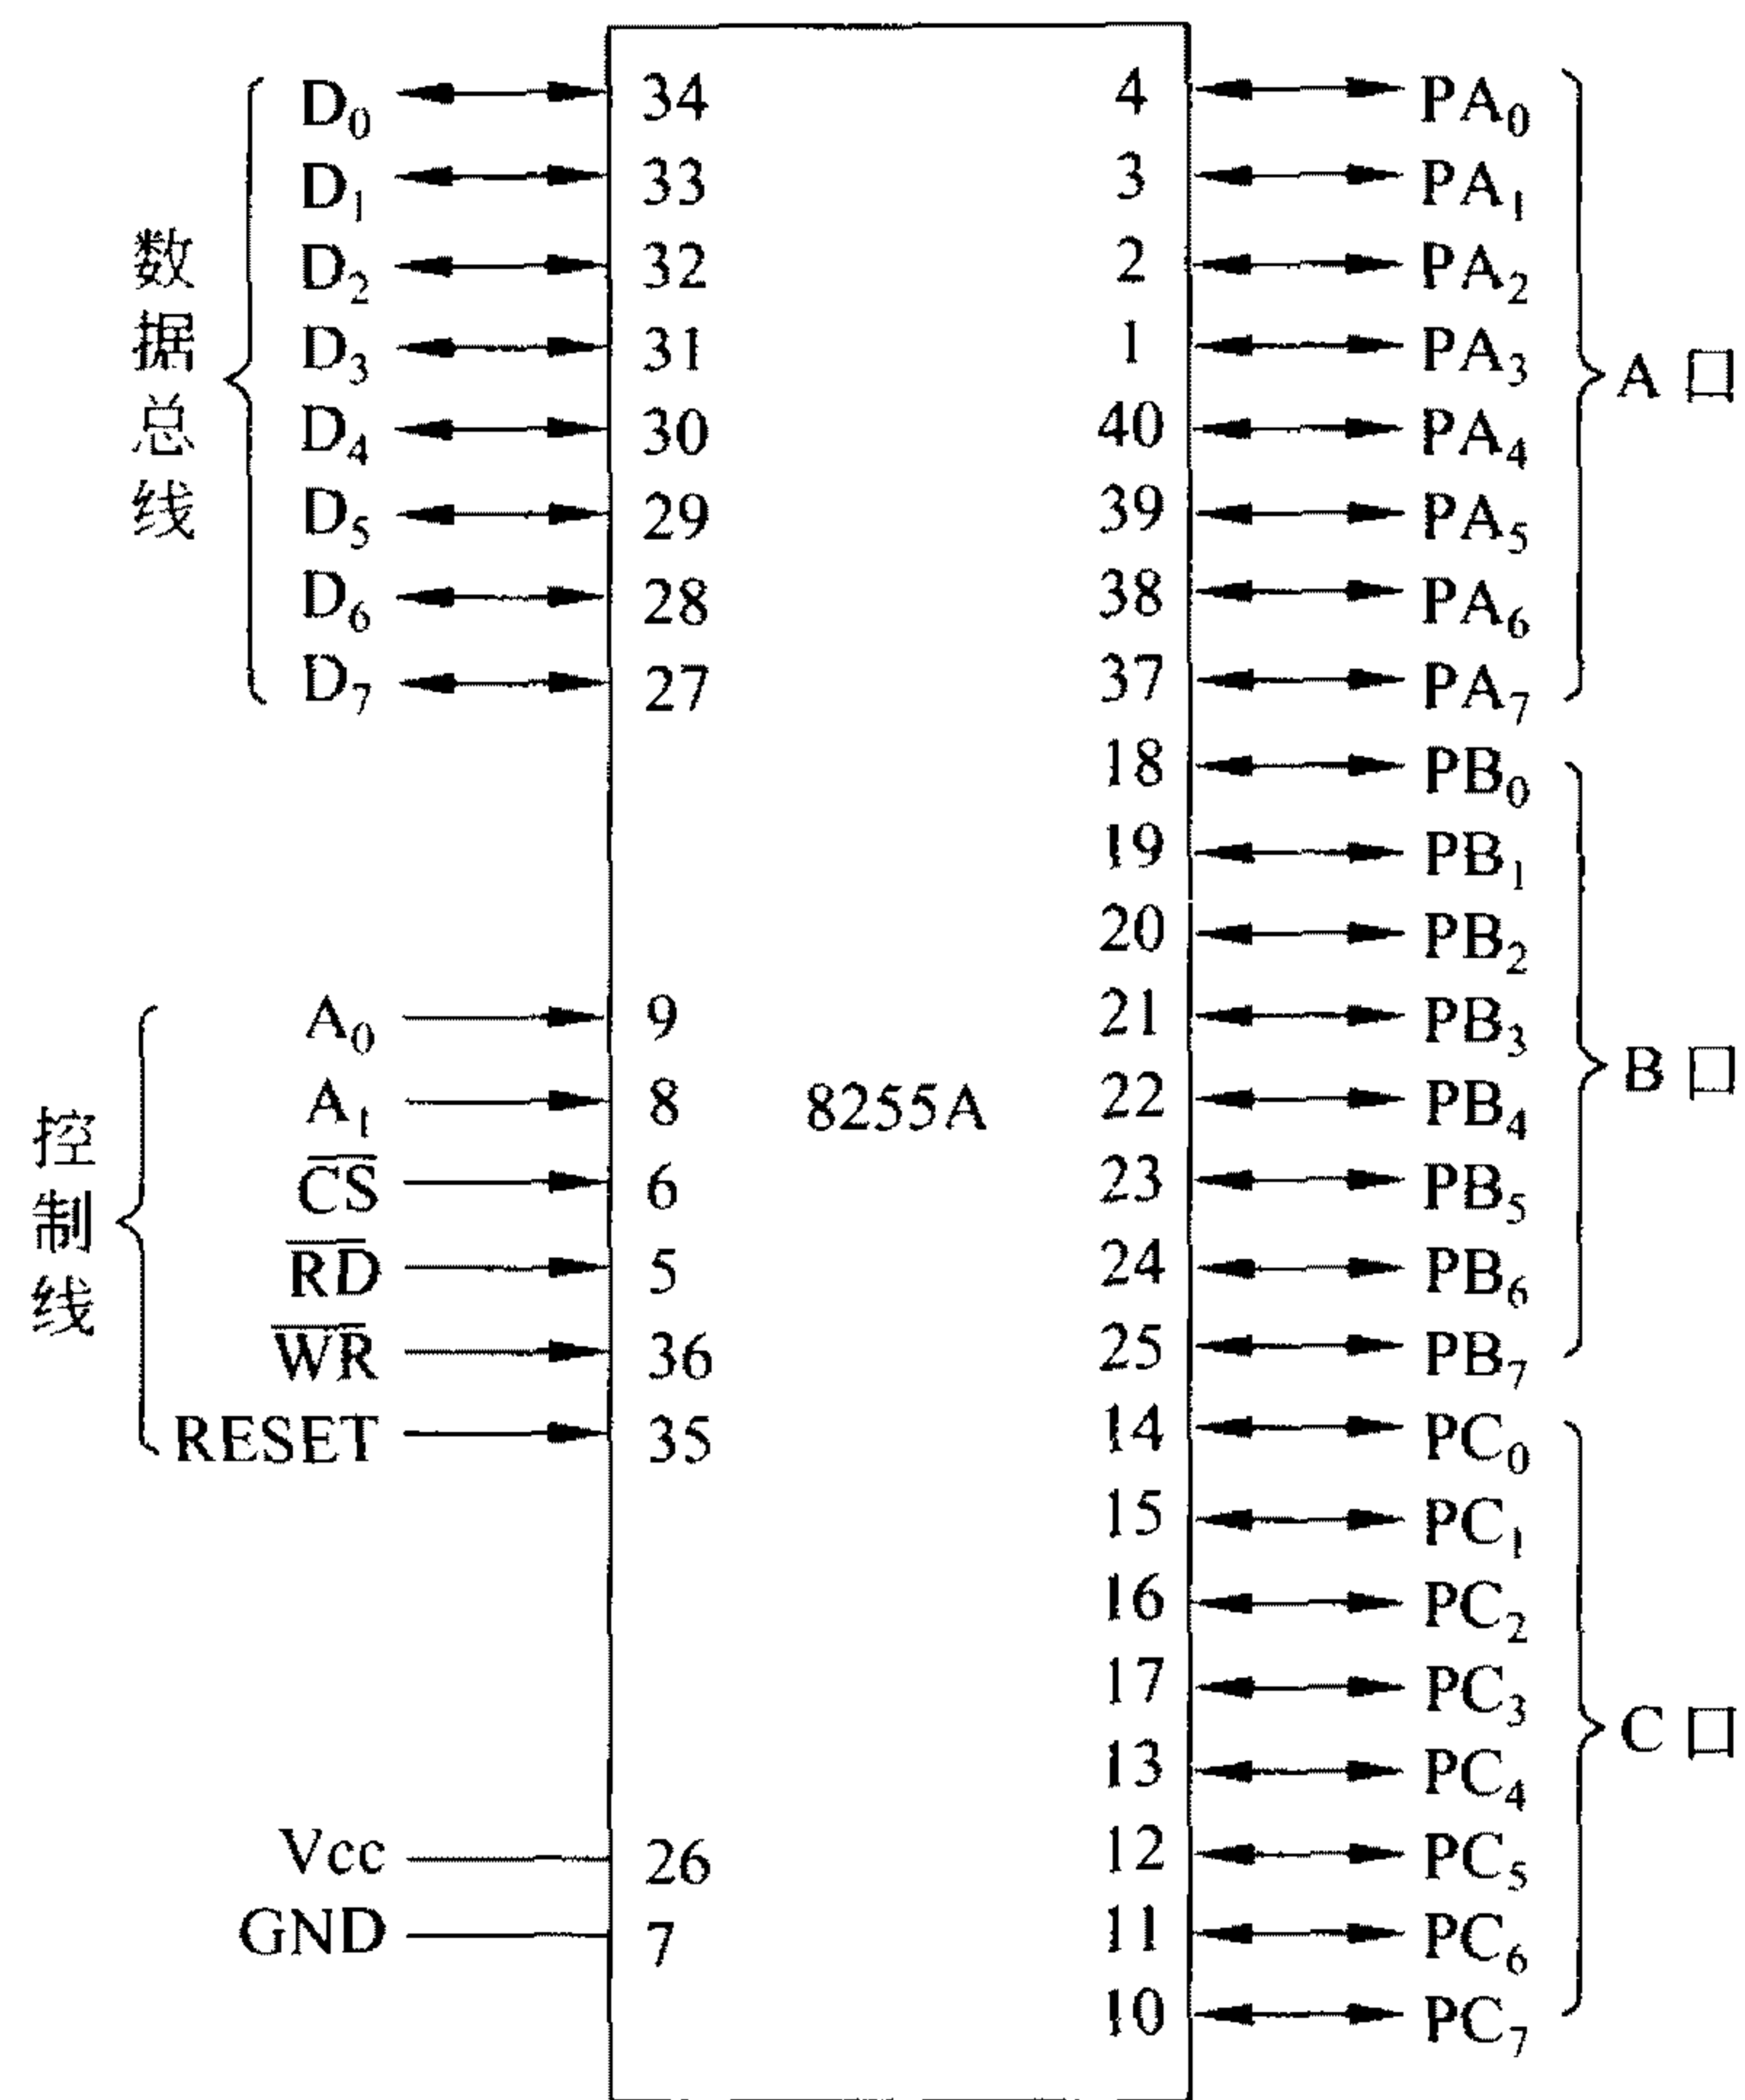 数据总线
D₀ 34
D₁ 33
D₂ 32
D₃ 31
D₄ 30
D₅ 29
D₆ 28
D₇ 27
控制线
A₀ 9
A₁ 8
C̅S̅ 6
R̅D̅ 5
W̅R̅ 36
RESET 35
Vcc 26
GND 7
8255A
4 PA₀
3 PA₁
2 PA₂
1 PA₃
40 PA₄
39 PA₅
38 PA₆
37 PA₇
A 口
18 PB₀
19 PB₁
20 PB₂
21 PB₃
22 PB₄
23 PB₅
24 PB₆
25 PB₇
B 口
14 PC₀
15 PC₁
16 PC₂
17 PC₃
13 PC₄
12 PC₅
11 PC₆
10 PC₇
C 口